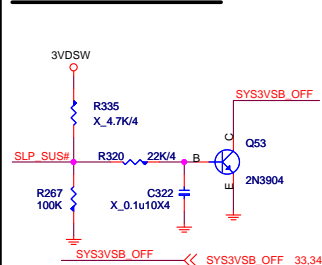 3VDSW
SYS3VSB_OFF
R335
X_4.7K/4
C
Q53
SLP_SUS#
R320
22K/4
B
2N3904
E
R267
100K
C322
X_0.1u10X4
SYS3VSB_OFF
SYS3VSB_OFF 33,34